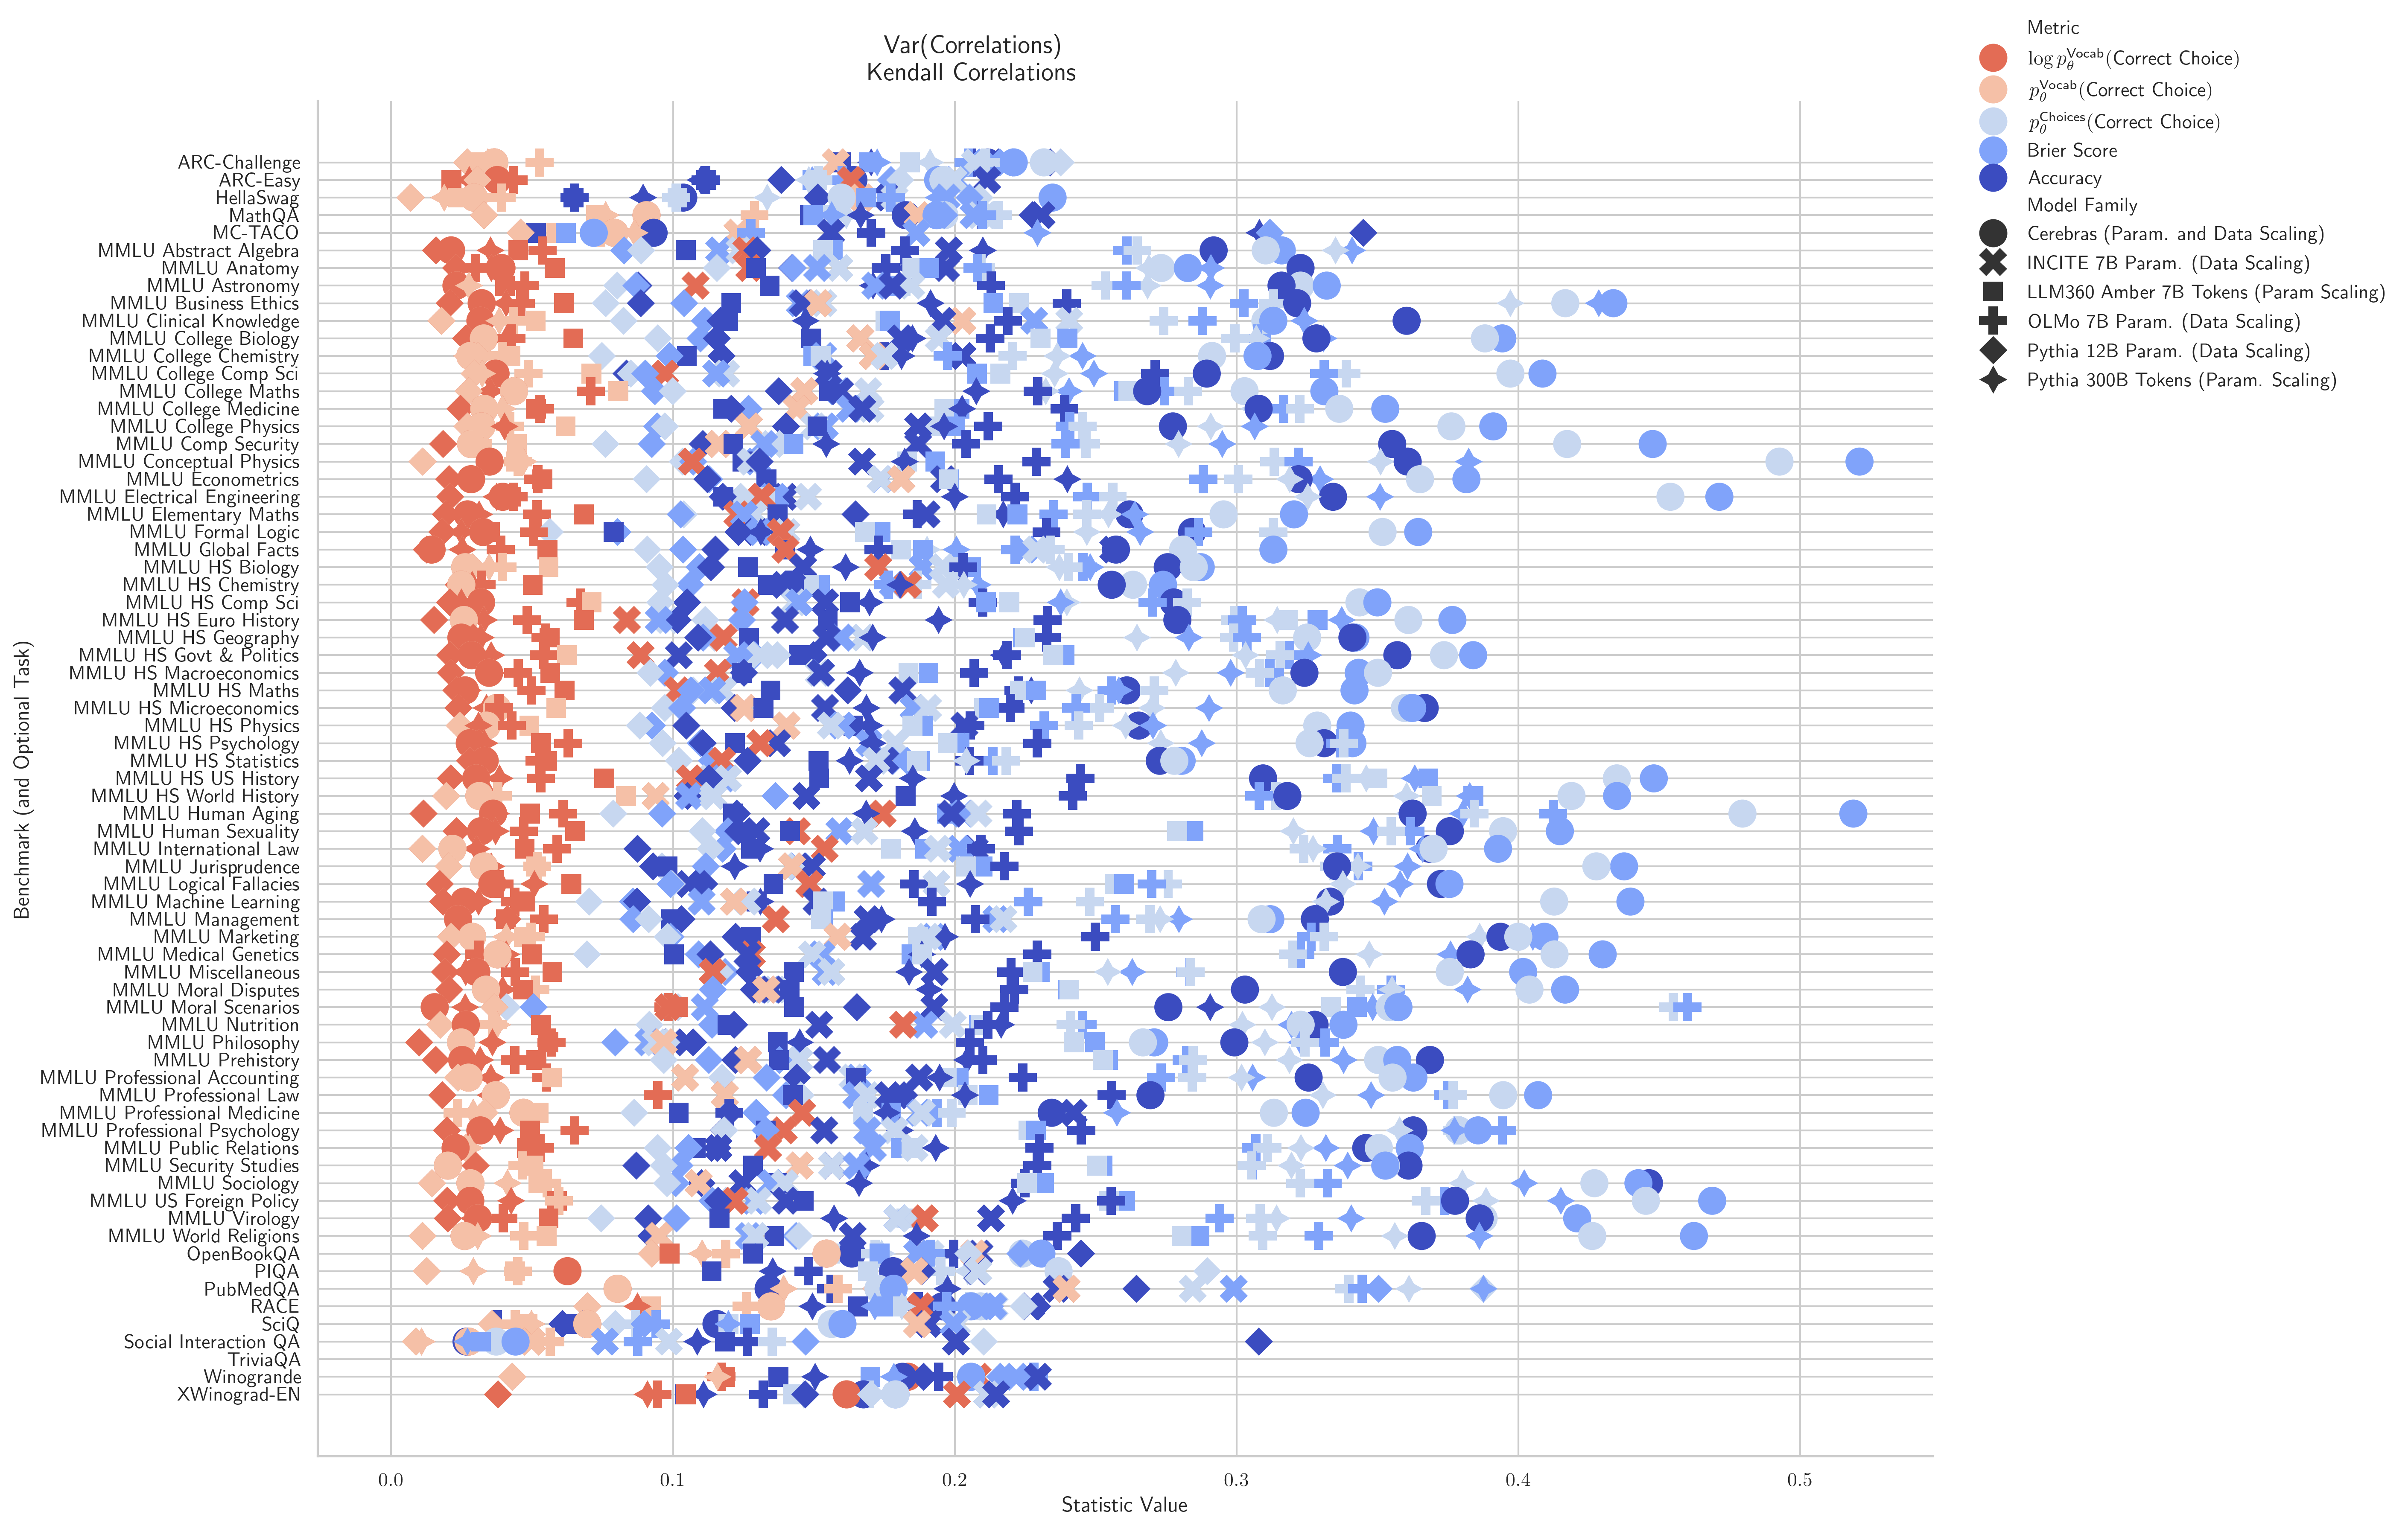 Var(Correlations)
Kendall Correlations
Metric
log p_θ^Vocab(Correct Choice)
p_θ^Vocab(Correct Choice)
p_θ^Choices(Correct Choice)
Brier Score
Accuracy
Model Family
Cerebras (Param. and Data Scaling)
INCITE 7B Param. (Data Scaling)
LLM360 Amber 7B Tokens (Param Scaling)
OLMo 7B Param. (Data Scaling)
Pythia 12B Param. (Data Scaling)
Pythia 300B Tokens (Param. Scaling)
Benchmark (and Optional Task)
ARC-Challenge
ARC-Easy
HellaSwag
MathQA
MC-TACO
MMLU Abstract Algebra
MMLU Anatomy
MMLU Astronomy
MMLU Business Ethics
MMLU Clinical Knowledge
MMLU College Biology
MMLU College Chemistry
MMLU College Comp Sci
MMLU College Maths
MMLU College Medicine
MMLU College Physics
MMLU Comp Security
MMLU Conceptual Physics
MMLU Econometrics
MMLU Electrical Engineering
MMLU Elementary Maths
MMLU Formal Logic
MMLU Global Facts
MMLU HS Biology
MMLU HS Chemistry
MMLU HS Comp Sci
MMLU HS Euro History
MMLU HS Geography
MMLU HS Govt & Politics
MMLU HS Macroeconomics
MMLU HS Maths
MMLU HS Microeconomics
MMLU HS Physics
MMLU HS Psychology
MMLU HS Statistics
MMLU HS US History
MMLU HS World History
MMLU Human Aging
MMLU Human Sexuality
MMLU International Law
MMLU Jurisprudence
MMLU Logical Fallacies
MMLU Machine Learning
MMLU Management
MMLU Marketing
MMLU Medical Genetics
MMLU Miscellaneous
MMLU Moral Disputes
MMLU Moral Scenarios
MMLU Nutrition
MMLU Philosophy
MMLU Prehistory
MMLU Professional Accounting
MMLU Professional Law
MMLU Professional Medicine
MMLU Professional Psychology
MMLU Public Relations
MMLU Security Studies
MMLU Sociology
MMLU US Foreign Policy
MMLU Virology
MMLU World Religions
OpenBookQA
PIQA
PubMedQA
RACE
SciQ
Social Interaction QA
TriviaQA
Winogrande
XWinograd-EN
0.0 0.1 0.2 0.3 0.4 0.5
Statistic Value